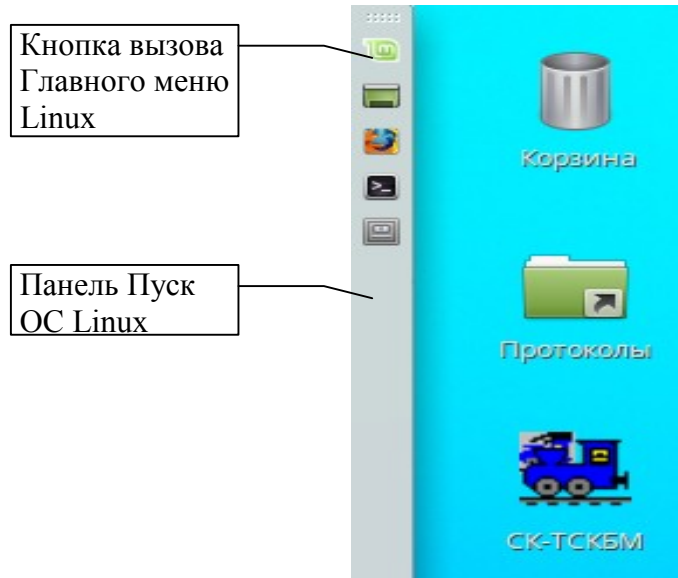 Кнопка вызова
Главного меню
Linux
Корзина
Панель Пуск
ОС Linux
Протоколы
СК-ТСКБМ